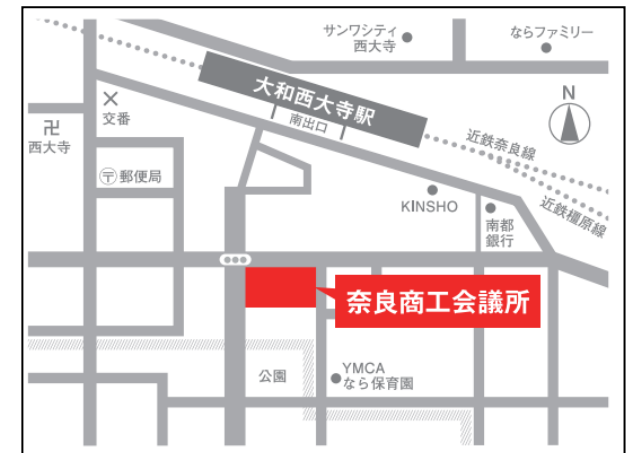 サンワシティ
西大寺
ならファミリー
大和西大寺駅
南出口
N
交番
卍
西大寺
近鉄奈良線
近鉄橿原線
〒郵便局
KINSHO
南都
銀行
奈良商工会議所
公園
YMCA
なら保育園